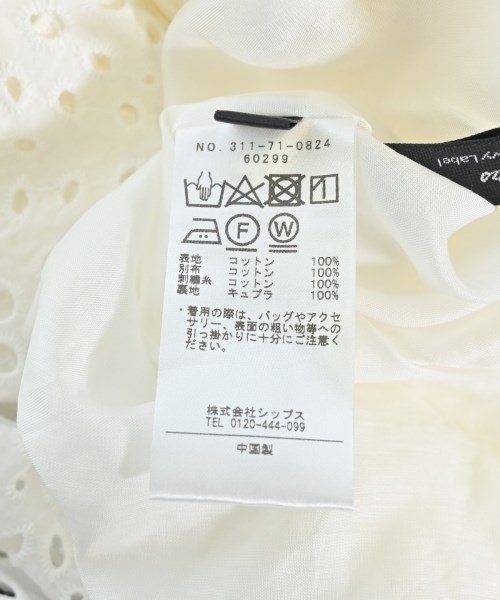 NO. 311-71-0824
60299
F W
表地 コットン 100%
別布 コットン 100%
刺繍糸 コットン 100%
裏地 キュプラ 100%
・着用の際は、バッグやアクセ
サリー、表面の粗い物等への
引っ掛かりに十分にご注意く
ださい。
株式会社シップス
TEL 0120-444-099
中国製
vy Label